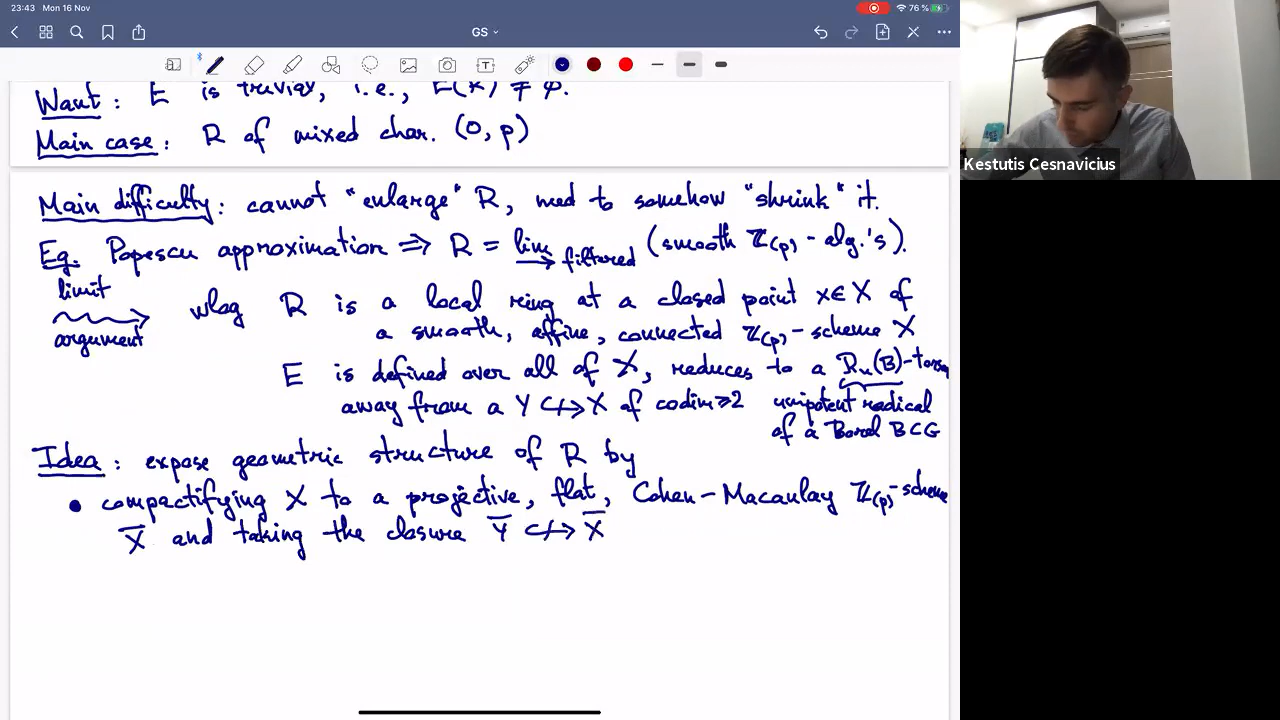 23:43 Mon 16 Nov
76 %
GS
Want : E is trivial, i.e., E(K) ≠ φ.
Main case : R of mixed char. (0, p)
Main difficulty : cannot "enlarge" R, need to somehow "shrink" it.
Eg. Popescu approximation ⟹ R = lim→ filtered (smooth ℤ(p) - alg.'s).
limit argument ⇝ wlog R is a local ring at a closed point x ∈ X of
a smooth, affine, connected ℤ(p) - scheme X
E is defined over all of X, reduces to a Ru(B)-torsor
away from a Y ↪ X of codim ≥ 2 unipotent radical
of a Borel B ⊂ G
Idea : expose geometric structure of R by
• compactifying X to a projective, flat, Cohen-Macaulay ℤ(p) - scheme
X̅ and taking the closure Y̅ ↪ X̅
Kestutis Cesnavicius